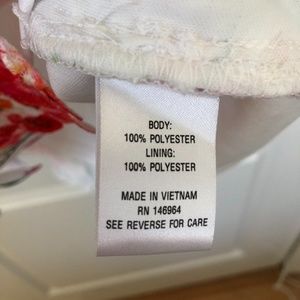 BODY:
100% POLYESTER
LINING:
100% POLYESTER
MADE IN VIETNAM
RN 146964
SEE REVERSE FOR CARE